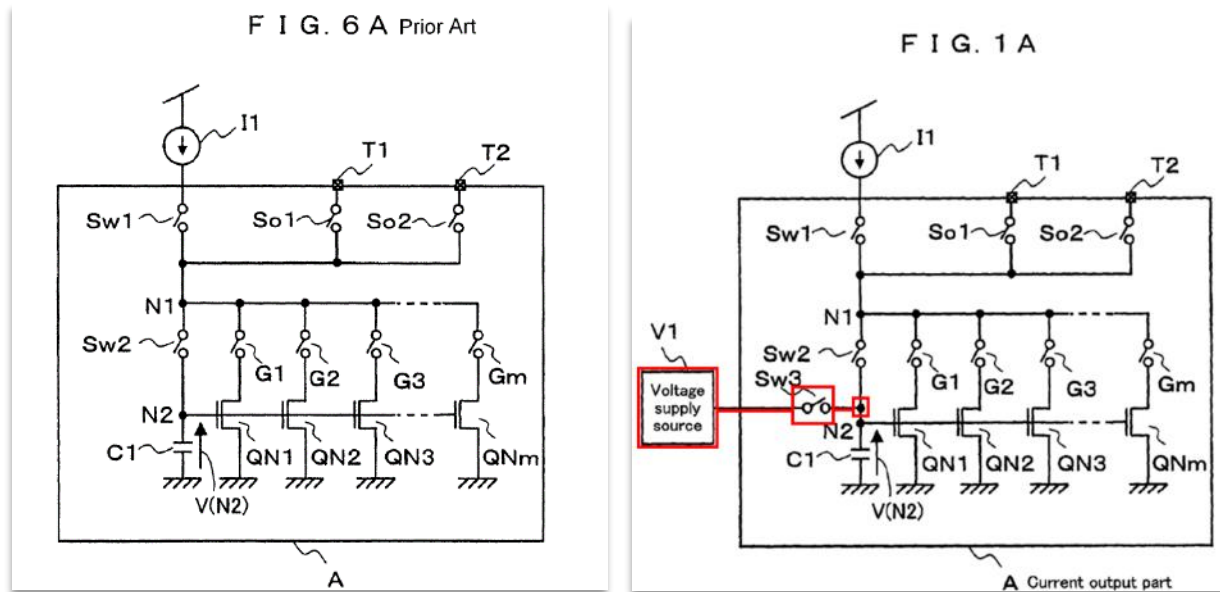 F I G. 6 A Prior Art
I1
T1
T2
Sw1
So1
So2
N1
Sw2
G1
G2
G3
Gm
N2
C1
QN1
QN2
QN3
QNm
V(N2)
A
F I G. 1 A
I1
T1
T2
Sw1
So1
So2
N1
V1
Sw2
Sw3
G1
G2
G3
Gm
Voltage
supply
source
N2
C1
QN1
QN2
QN3
QNm
V(N2)
A Current output part